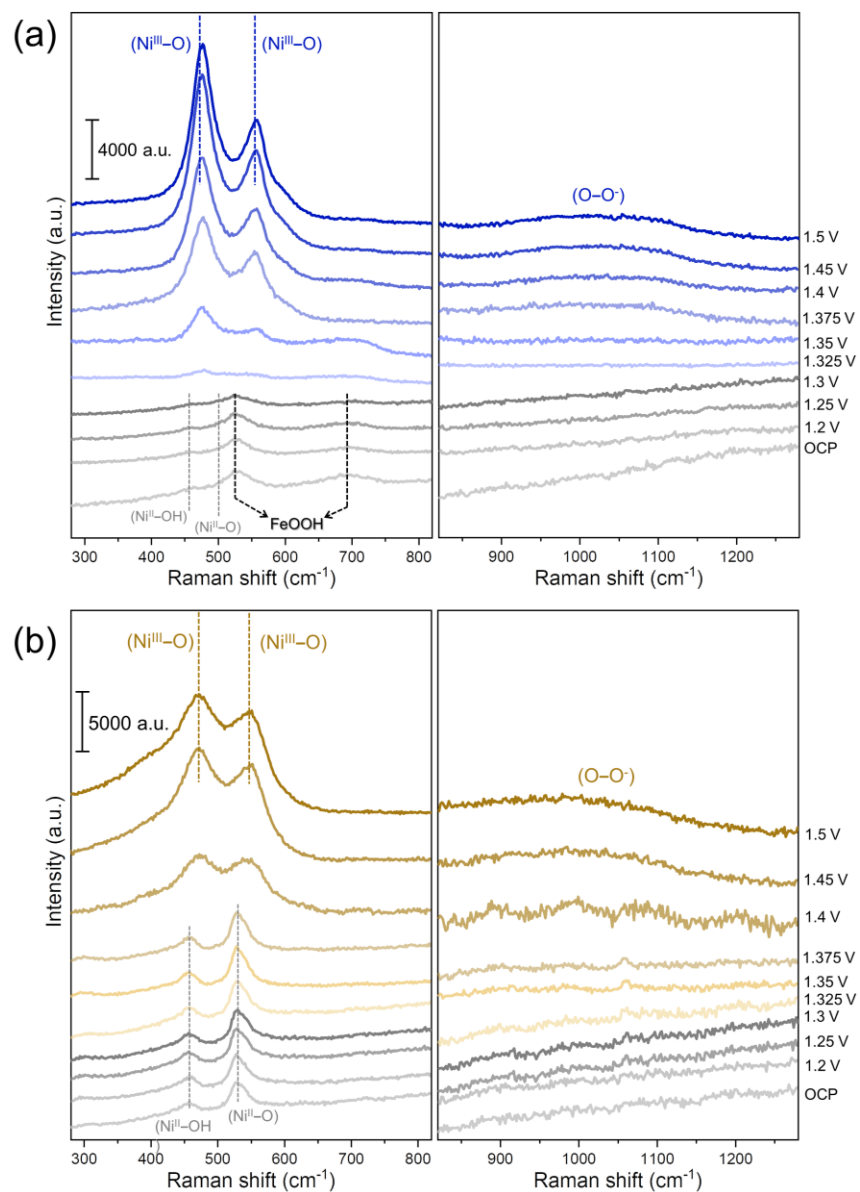 (a)
(Niᴵᴵᴵ–O) (Niᴵᴵᴵ–O)
4000 a.u.
(O–O⁻)
Intensity (a.u.)
1.5 V
1.45 V
1.4 V
1.375 V
1.35 V
1.325 V
1.3 V
1.25 V
1.2 V
OCP
(Niᴵᴵ–OH)
(Niᴵᴵ–O)
FeOOH
300 400 500 600 700 800
900 1000 1100 1200
Raman shift (cm⁻¹)
Raman shift (cm⁻¹)
(b)
(Niᴵᴵᴵ–O) (Niᴵᴵᴵ–O)
5000 a.u.
(O–O⁻)
Intensity (a.u.)
1.5 V
1.45 V
1.4 V
1.375 V
1.35 V
1.325 V
1.3 V
1.25 V
1.2 V
OCP
(Niᴵᴵ–OH
)
(Niᴵᴵ–O)
300 400 500 600 700 800
900 1000 1100 1200
Raman shift (cm⁻¹)
Raman shift (cm⁻¹)